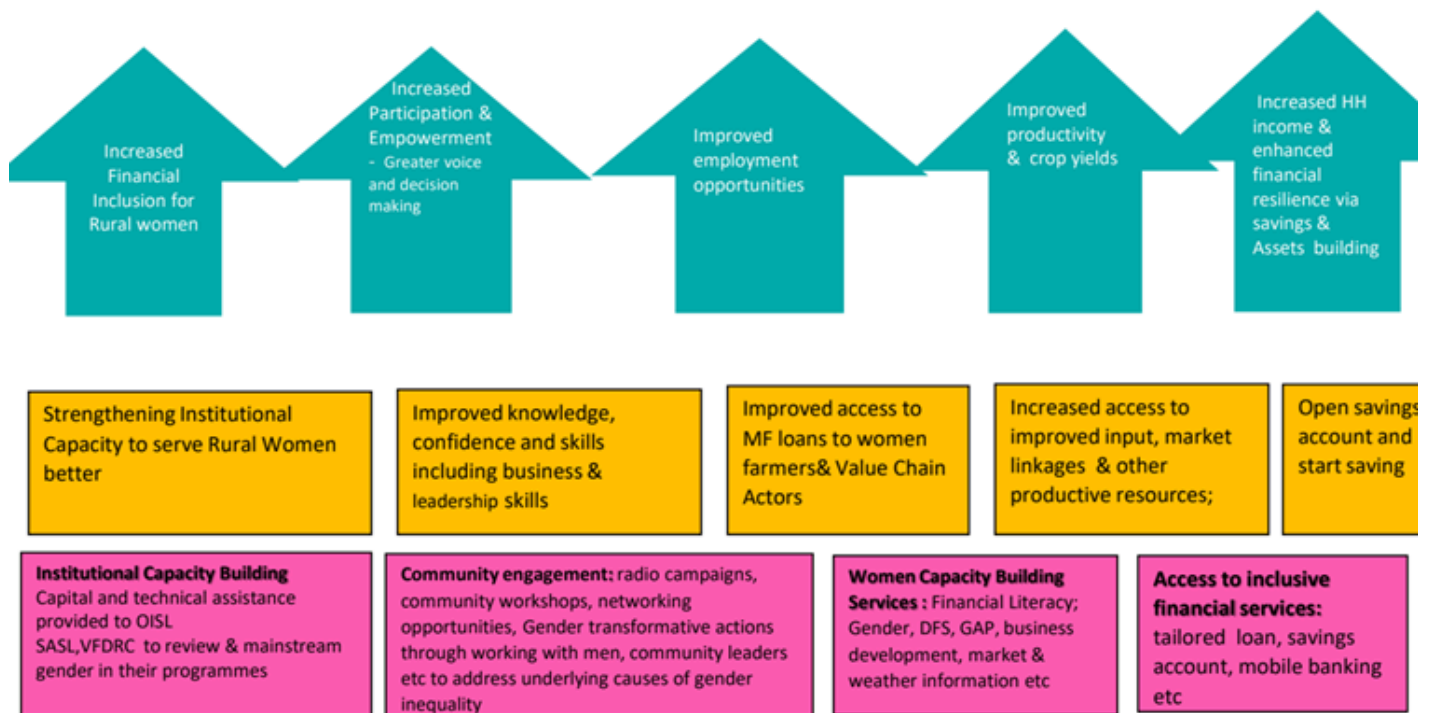 Increased
Financial
Inclusion for
Rural women
Increased
Participation &
Empowerment
- Greater voice
and decision
making
Improved
employment
opportunities
Improved
productivity
& crop yields
Increased HH
income &
enhanced
financial
resilience via
savings &
Assets building
Strengthening Institutional
Capacity to serve Rural Women
better
Improved knowledge,
confidence and skills
including business &
leadership skills
Improved access to
MF loans to women
farmers& Value Chain
Actors
Increased access to
improved input, market
linkages & other
productive resources;
Open savings
account and
start saving
Institutional Capacity Building
Capital and technical assistance
provided to OISL
SASL,VFDRC to review & mainstream
gender in their programmes
Community engagement: radio campaigns,
community workshops, networking
opportunities, Gender transformative actions
through working with men, community leaders
etc to address underlying causes of gender
inequality
Women Capacity Building
Services : Financial Literacy;
Gender, DFS, GAP, business
development, market &
weather information etc
Access to inclusive
financial services:
tailored loan, savings
account, mobile banking
etc